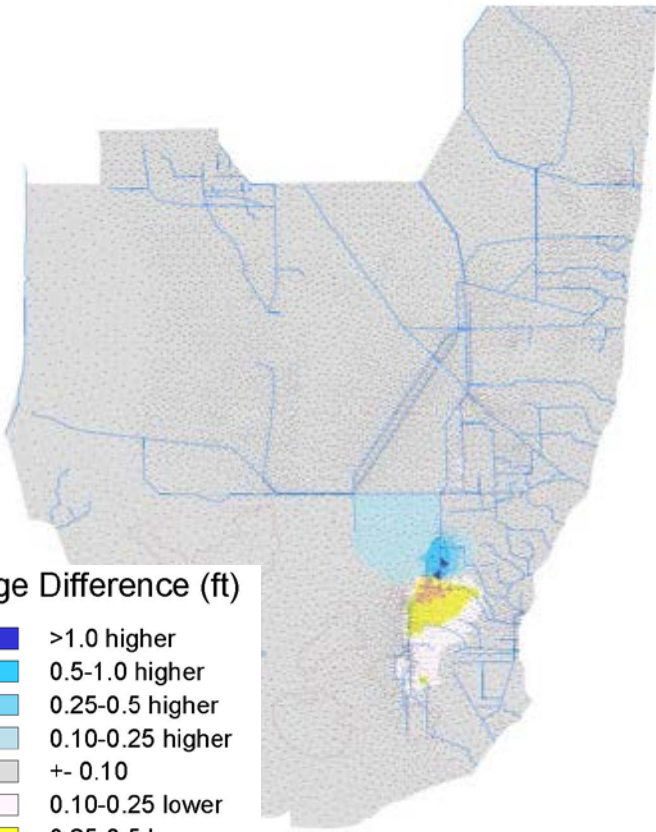 ge Difference (ft)
>1.0 higher
0.5-1.0 higher
0.25-0.5 higher
0.10-0.25 higher
+- 0.10
0.10-0.25 lower